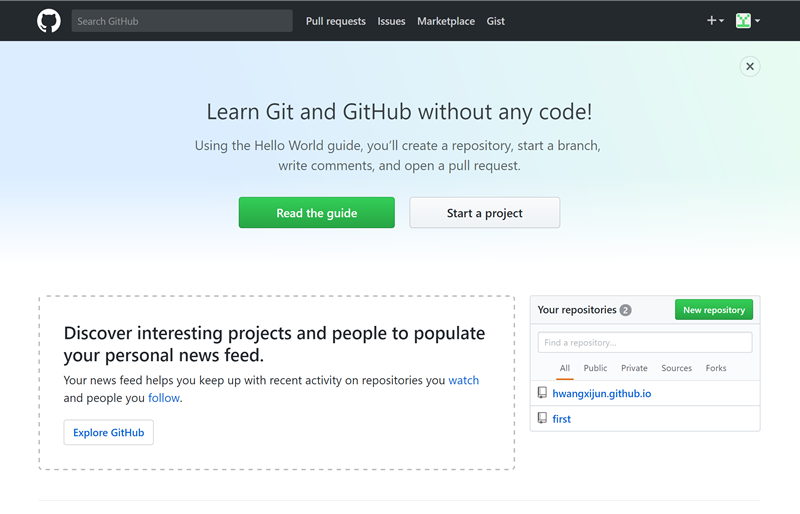 Search GitHub
Pull requests
Issues
Marketplace
Gist
Learn Git and GitHub without any code!
Using the Hello World guide, you’ll create a repository, start a branch,
write comments, and open a pull request.
Read the guide
Start a project
Discover interesting projects and people to populate
your personal news feed.
Your news feed helps you keep up with recent activity on repositories you watch
and people you follow.
Explore GitHub
Your repositories 2
New repository
Find a repository...
All Public Private Sources Forks
hwangxijun.github.io
first